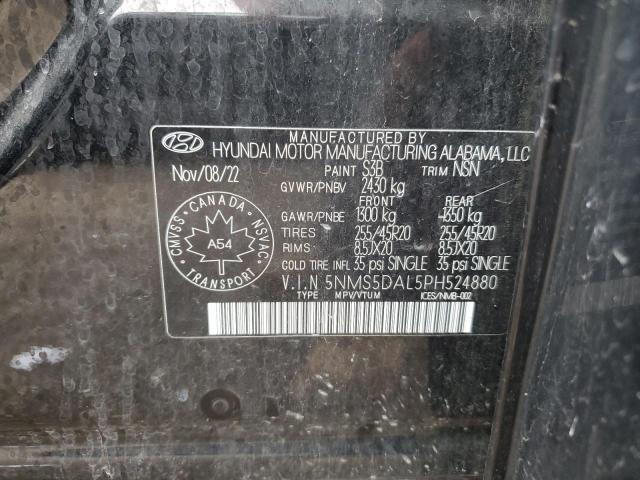 MANUFACTURED BY
HYUNDAI MOTOR MANUFACTURING ALABAMA, LLC
Nov/08/22 PAINT S3B TRIM NSN
GVWR/PNBV 2430 kg
FRONT REAR
GAWR/PNBE 1300 kg 1350 kg
TIRES 255/45R20 255/45R20
RIMS 8.5JX20 8.5JX20
COLD TIRE INFL 35 psi SINGLE 35 psi SINGLE
V.I.N 5NMS5DAL5PH524880
TYPE MPV/VTUM ICES/NMB-002
CANADA
CMVSS NSVAC
A54
TRANSPORT